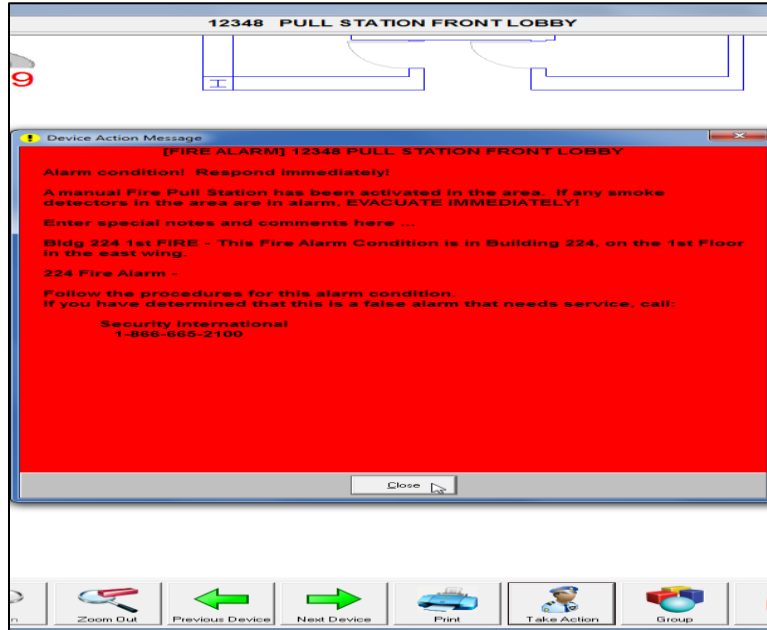 12348 PULL STATION FRONT LOBBY
9
Device Action Message
[FIRE ALARM] 12348 PULL STATION FRONT LOBBY
Alarm condition! Respond immediately!
A manual Fire Pull Station has been activated in the area. If any smoke
detectors in the area are in alarm, EVACUATE IMMEDIATELY!
Enter special notes and comments here ...
Bldg 224 1st FIRE - This Fire Alarm Condition is in Building 224, on the 1st Floor
in the east wing.
224 Fire Alarm -
Follow the procedures for this alarm condition.
If you have determined that this is a false alarm that needs service, call:
Security International
1-866-665-2100
Close
Zoom Out Previous Device Next Device Print Take Action Group